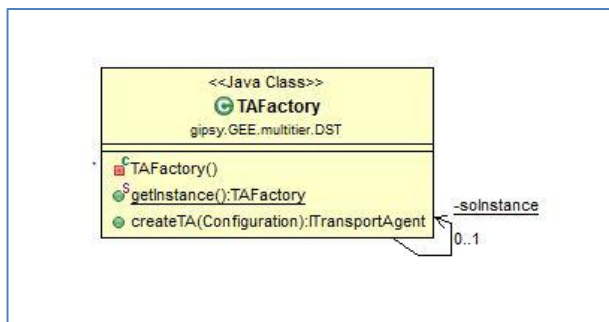 <<Java Class>>
TAFactory
gipsy.GEE.multitier.DST
TAFactory()
getInstance():TAFactory
createTA(Configuration):ITransportAgent
-soInstance
0..1